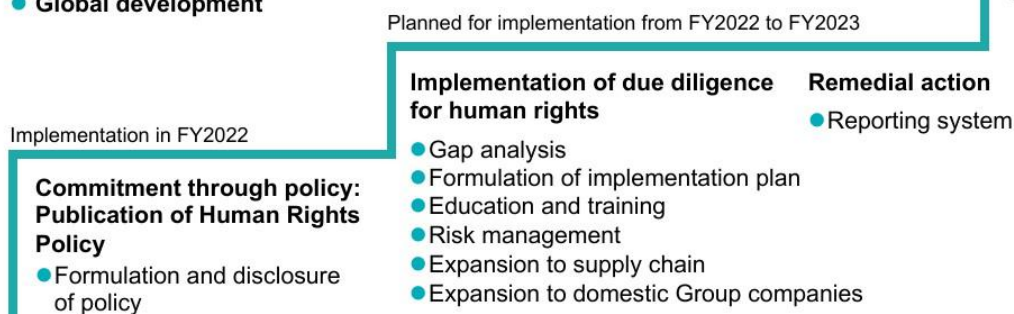 Global development
Planned for implementation from FY2022 to FY2023
Implementation of due diligence
for human rights
Remedial action
●Reporting system
Implementation in FY2022
●Gap analysis
●Formulation of implementation plan
●Education and training
●Risk management
●Expansion to supply chain
●Expansion to domestic Group companies
Commitment through policy:
Publication of Human Rights
Policy
●Formulation and disclosure
of policy